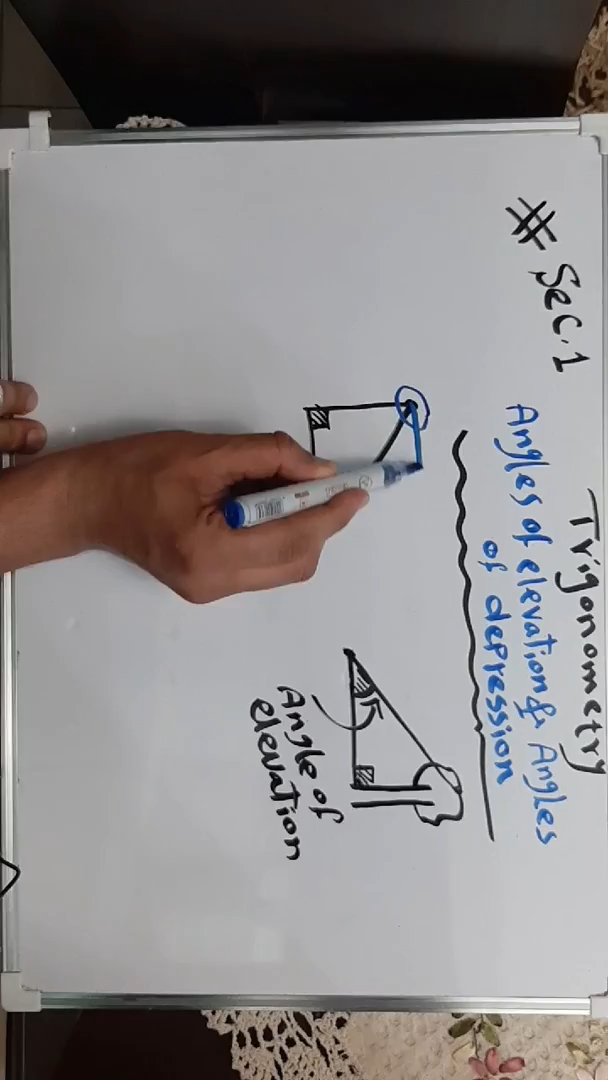 Trigonometry
# Sec.1
Angles of elevation & Angles
of depression
Angle of
elevation